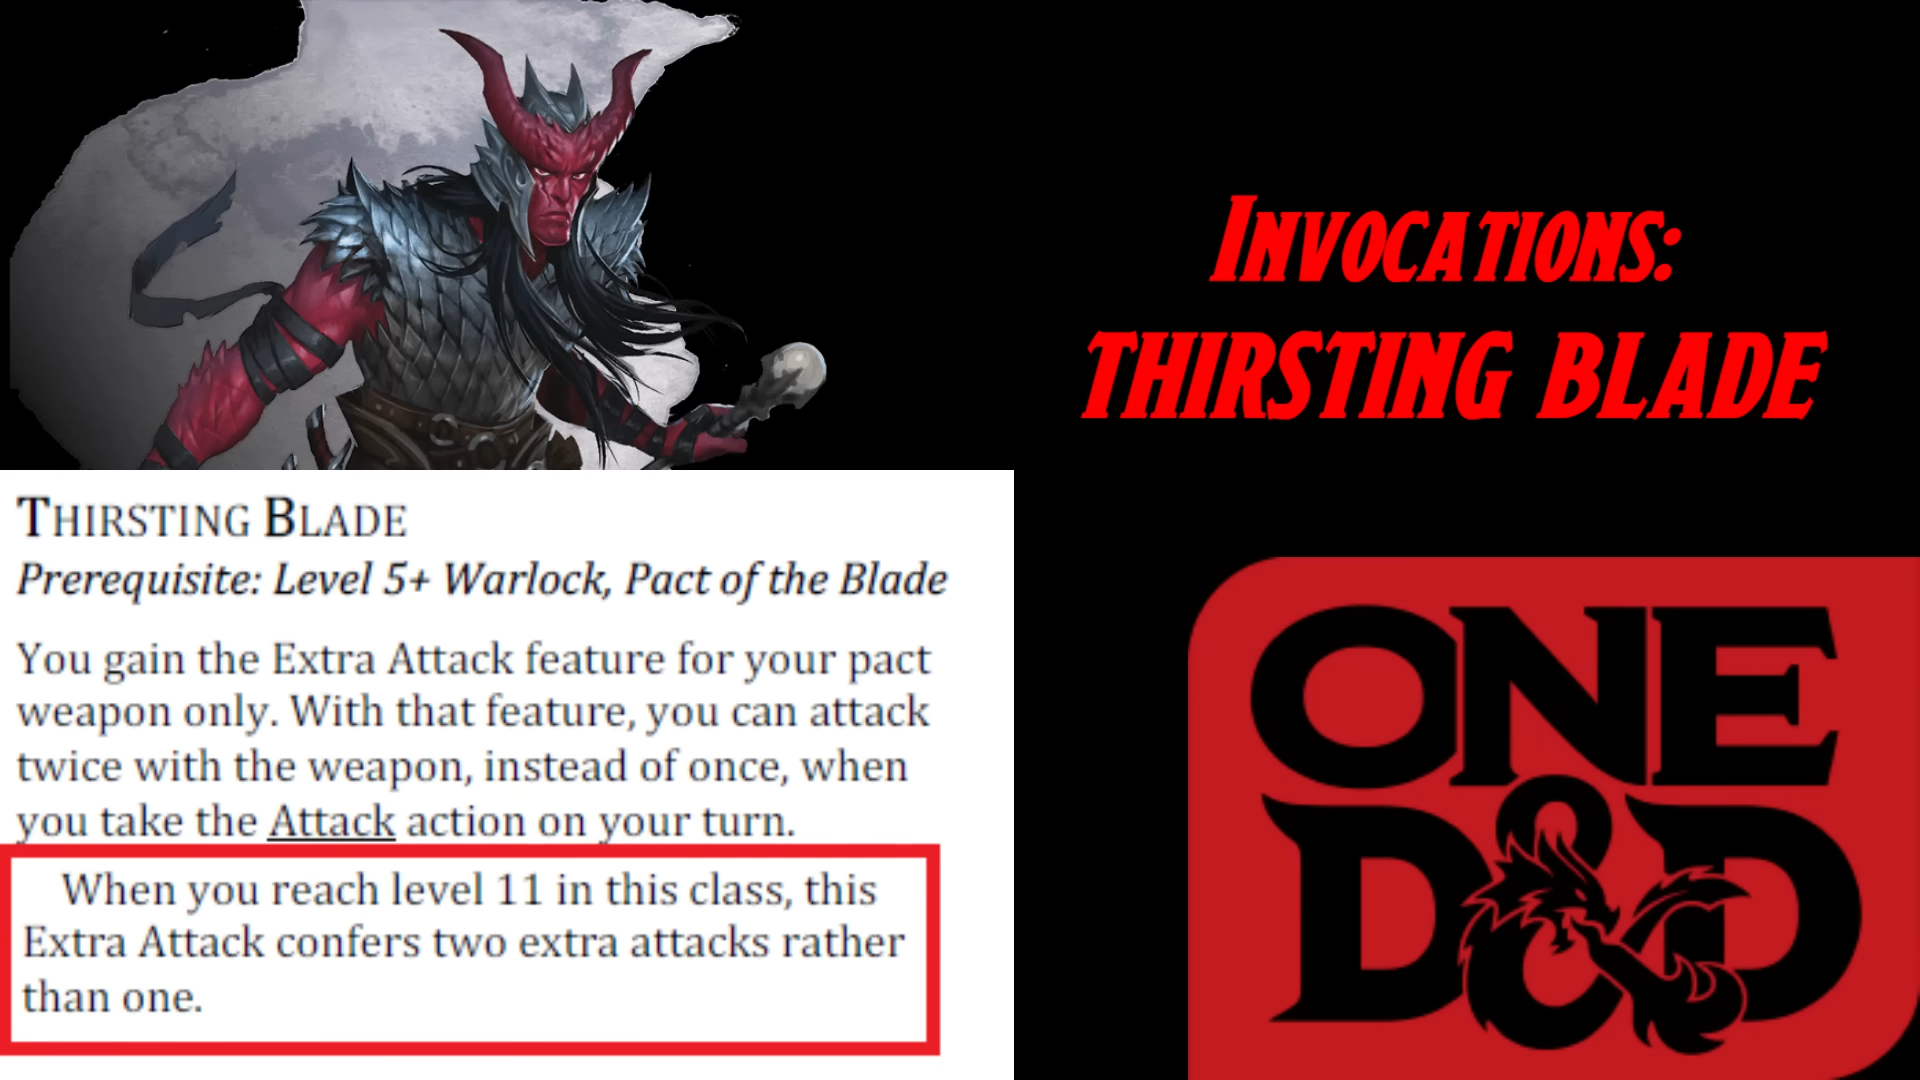 INVOCATIONS:
THIRSTING BLADE
THIRSTING BLADE
Prerequisite: Level 5+ Warlock, Pact of the Blade
You gain the Extra Attack feature for your pact
weapon only. With that feature, you can attack
twice with the weapon, instead of once, when
you take the Attack action on your turn.
When you reach level 11 in this class, this
Extra Attack confers two extra attacks rather
than one.
ONE
D&D